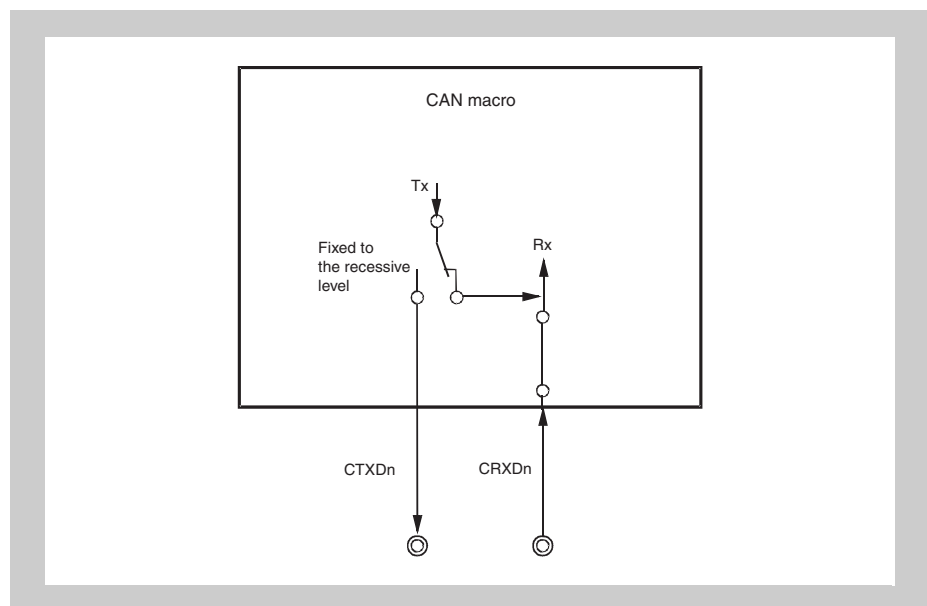 CAN macro
Tx
Rx
Fixed to
the recessive
level
CTXDn
CRXDn